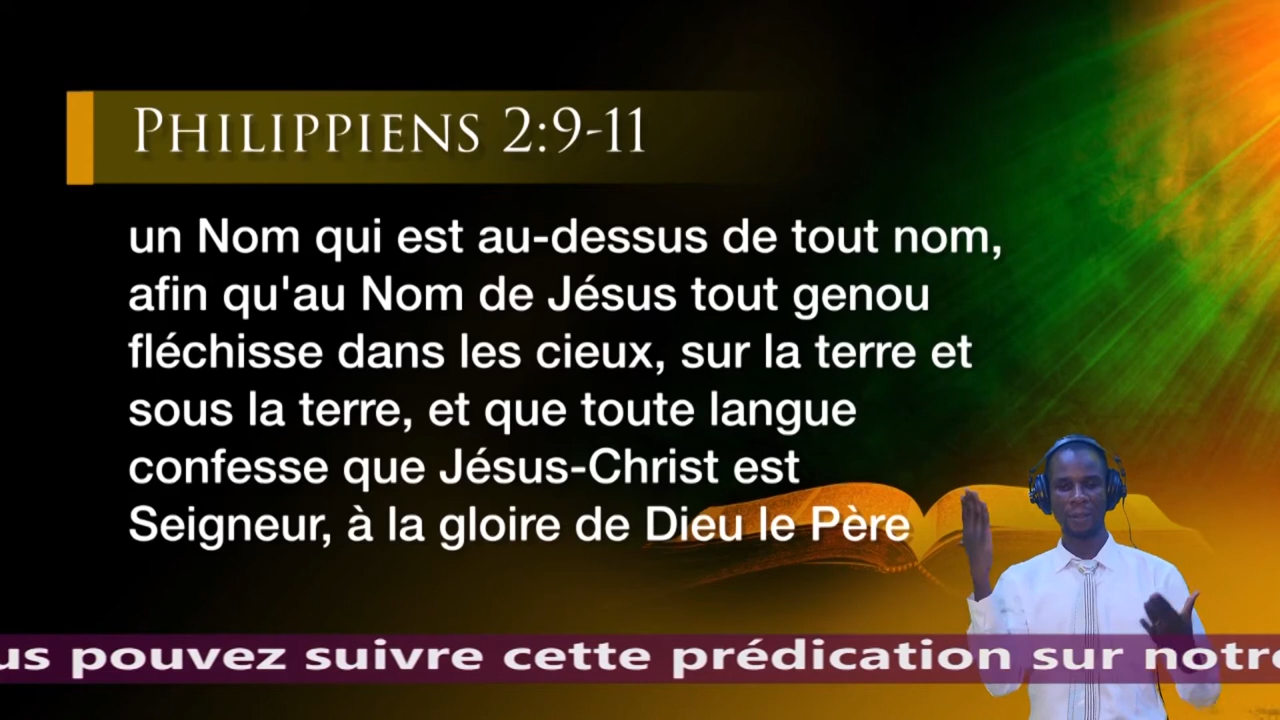 PHILIPPIENS 2:9-11
un Nom qui est au-dessus de tout nom,
afin qu'au Nom de Jésus tout genou
fléchisse dans les cieux, sur la terre et
sous la terre, et que toute langue
confesse que Jésus-Christ est
Seigneur, à la gloire de Dieu le Père
us pouvez suivre cette prédication sur notre